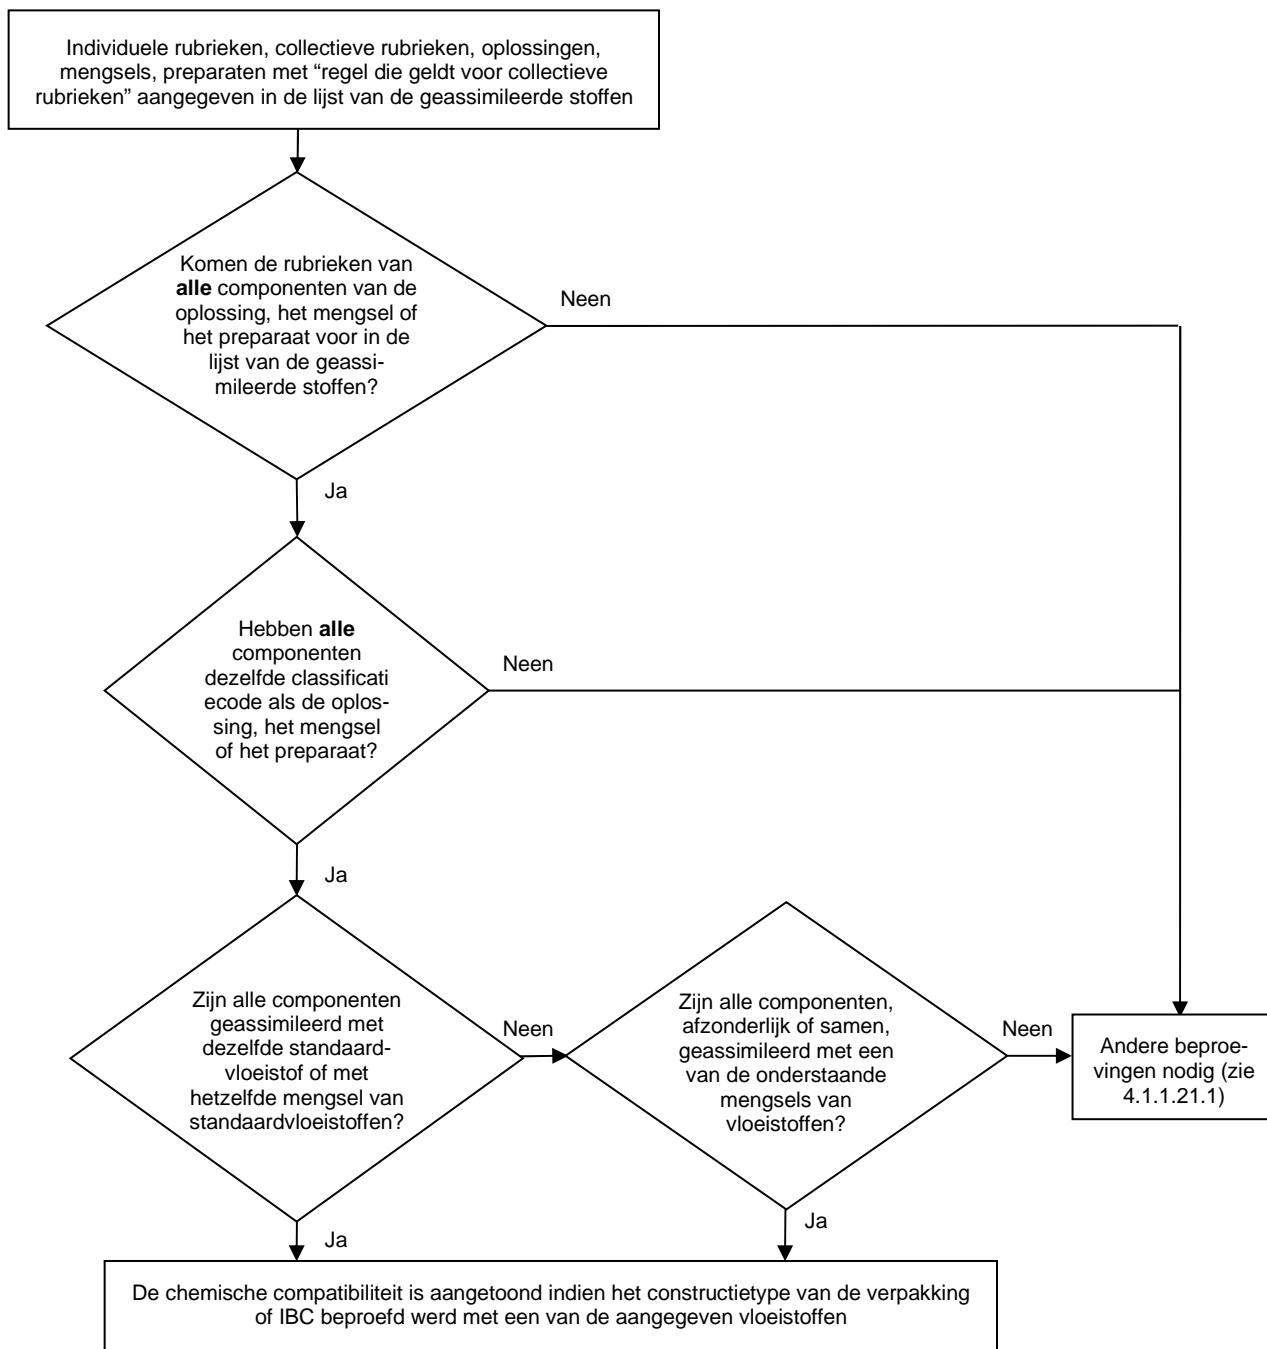 Individuele rubrieken, collectieve rubrieken, oplossingen,
mengsels, preparaten met “regel die geldt voor collectieve
rubrieken” aangegeven in de lijst van de geassimileerde stoffen
Komen de rubrieken van
alle componenten van de
oplossing, het mengsel of
het preparaat voor in de
lijst van de geassi-
mileerde stoffen?
Neen
Ja
Hebben alle
componenten
dezelfde classificati
ecode als de oplos-
sing, het mengsel
of het preparaat?
Neen
Ja
Zijn alle componenten
geassimileerd met
dezelfde standaard-
vloeistof of met
hetzelfde mengsel van
standaardvloeistoffen?
Neen
Zijn alle componenten,
afzonderlijk of samen,
geassimileerd met een
van de onderstaande
mengsels van
vloeistoffen?
Neen
Andere beproe-
vingen nodig (zie
4.1.1.21.1)
Ja
Ja
De chemische compatibiliteit is aangetoond indien het constructietype van de verpakking
of IBC beproefd werd met een van de aangegeven vloeistoffen